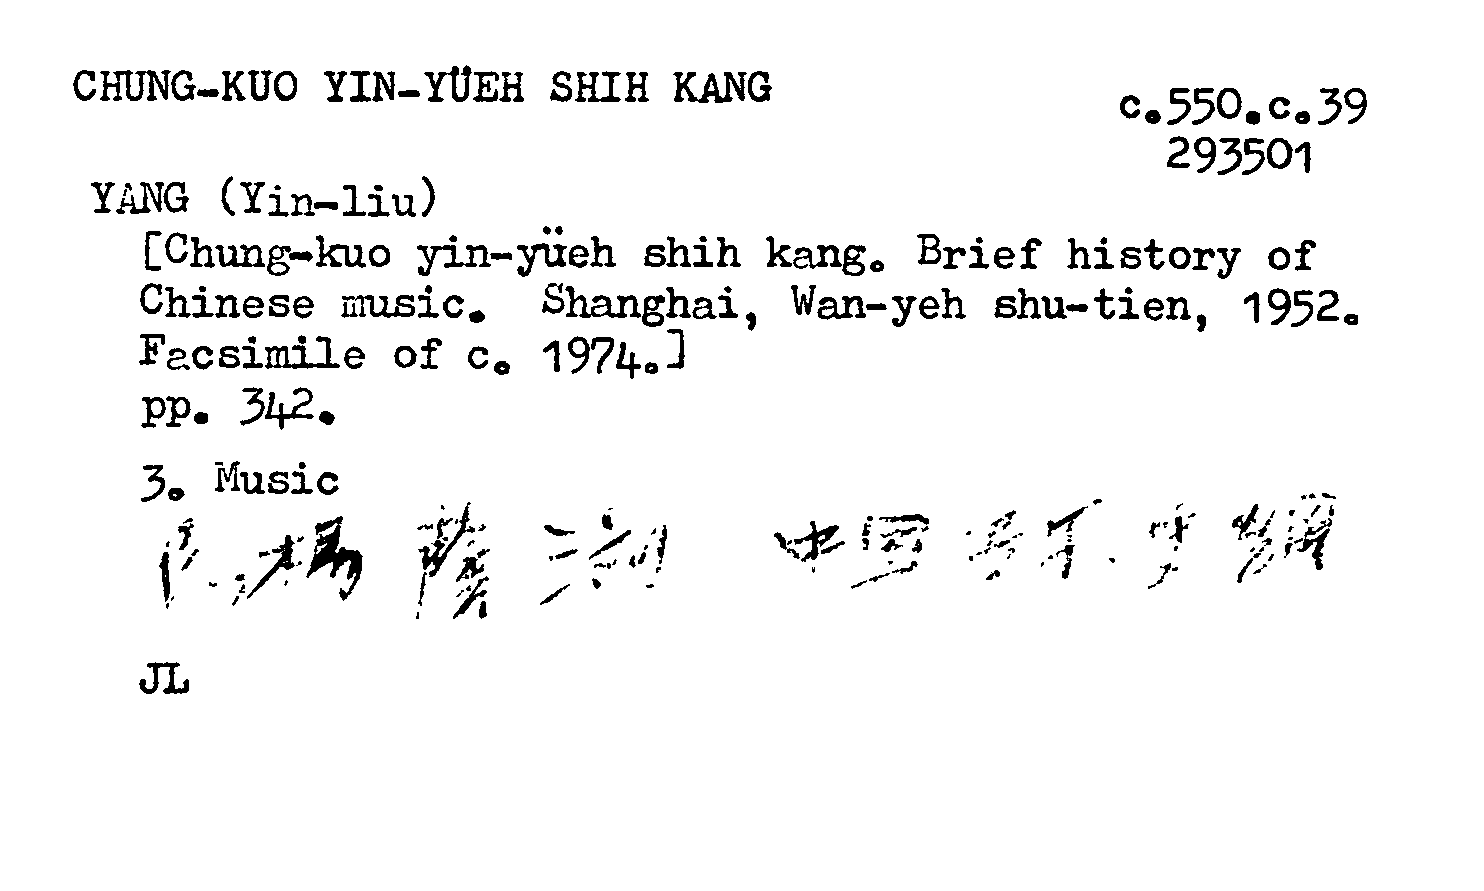 CHUNG-KUO YIN-YÜEH SHIH KANG
c.550.c.39
293501
YANG (Yin-liu)
[Chung-kuo yin-yüeh shih kang. Brief history of
Chinese music. Shanghai, Wan-yeh shu-tien, 1952.
Facsimile of c. 1974.]
pp. 342.
3. Music
楊蔭瀏 中國音乐史綱
JL